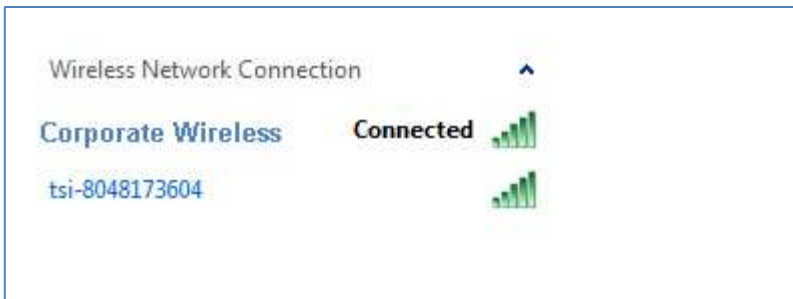 Wireless Network Connection
Corporate Wireless Connected
tsi-8048173604